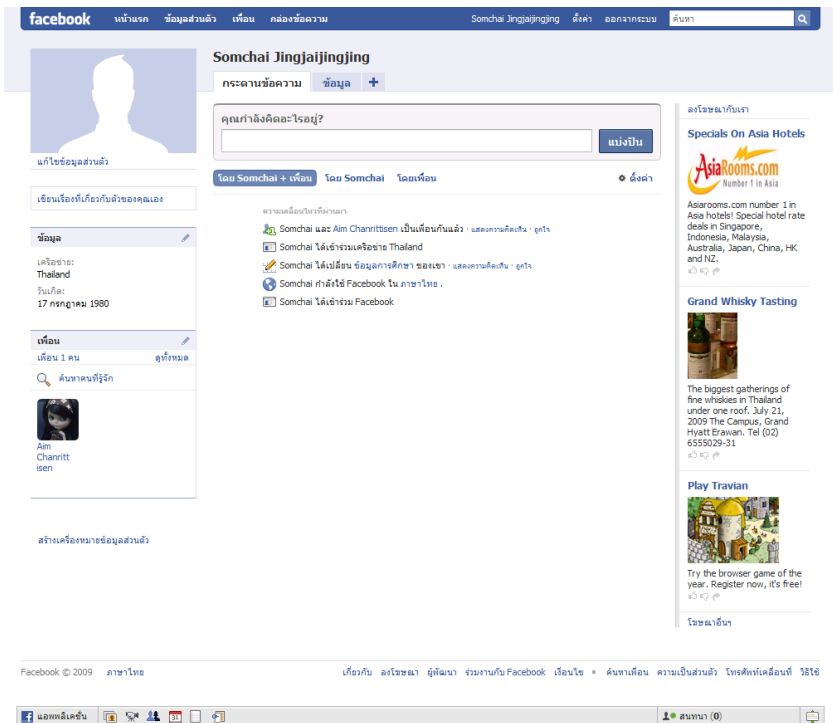 facebook หน้าแรก ข้อมูลส่วนตัว เพื่อน กล่องข้อความ Somchai Jingjaijingjing ตั้งค่า ออกจากระบบ ค้นหา
Somchai Jingjaijingjing
กระดานข้อความ ข้อมูล +
คุณกำลังคิดอะไรอยู่?
แบ่งปัน
โดย Somchai + เพื่อน โดย Somchai โดยเพื่อน ตั้งค่า
ความเคลื่อนไหวที่ผ่านมา
Somchai และ Aim Chanrittisen เป็นเพื่อนกันแล้ว · แสดงความคิดเห็น · ถูกใจ
Somchai ได้เข้าร่วมเครือข่าย Thailand
Somchai ได้เปลี่ยน ข้อมูลการศึกษา ของเขา · แสดงความคิดเห็น · ถูกใจ
Somchai กำลังใช้ Facebook ใน ภาษาไทย .
Somchai ได้เข้าร่วม Facebook
แก้ไขข้อมูลส่วนตัว
เขียนเรื่องที่เกี่ยวกับตัวของคุณเอง
ข้อมูล
เครือข่าย:
Thailand
วันเกิด:
17 กรกฎาคม 1980
เพื่อน
เพื่อน 1 คน ดูทั้งหมด
ค้นหาคนที่รู้จัก
Aim
Chanritt
isen
สร้างเครื่องหมายข้อมูลส่วนตัว
ลงโฆษณากับเรา
Specials On Asia Hotels
AsiaRooms.com
Number 1 in Asia
Asiarooms.com number 1 in
Asia hotels! Special hotel rate
deals in Singapore,
Indonesia, Malaysia,
Australia, Japan, China, HK
and NZ.
Grand Whisky Tasting
The biggest gatherings of
fine whiskies in Thailand
under one roof. July 21,
2009 The Campus, Grand
Hyatt Erawan. Tel (02)
6555029-31
Play Travian
Try the browser game of the
year. Register now, it's free!
โฆษณาอื่นๆ
Facebook © 2009 ภาษาไทย เกี่ยวกับ ลงโฆษณา ผู้พัฒนา ร่วมงานกับ Facebook เงื่อนไข ▪ ค้นหาเพื่อน ความเป็นส่วนตัว โทรศัพท์เคลื่อนที่ วิธีใช้
แอพพลิเคชั่น 31 สนทนา (0)